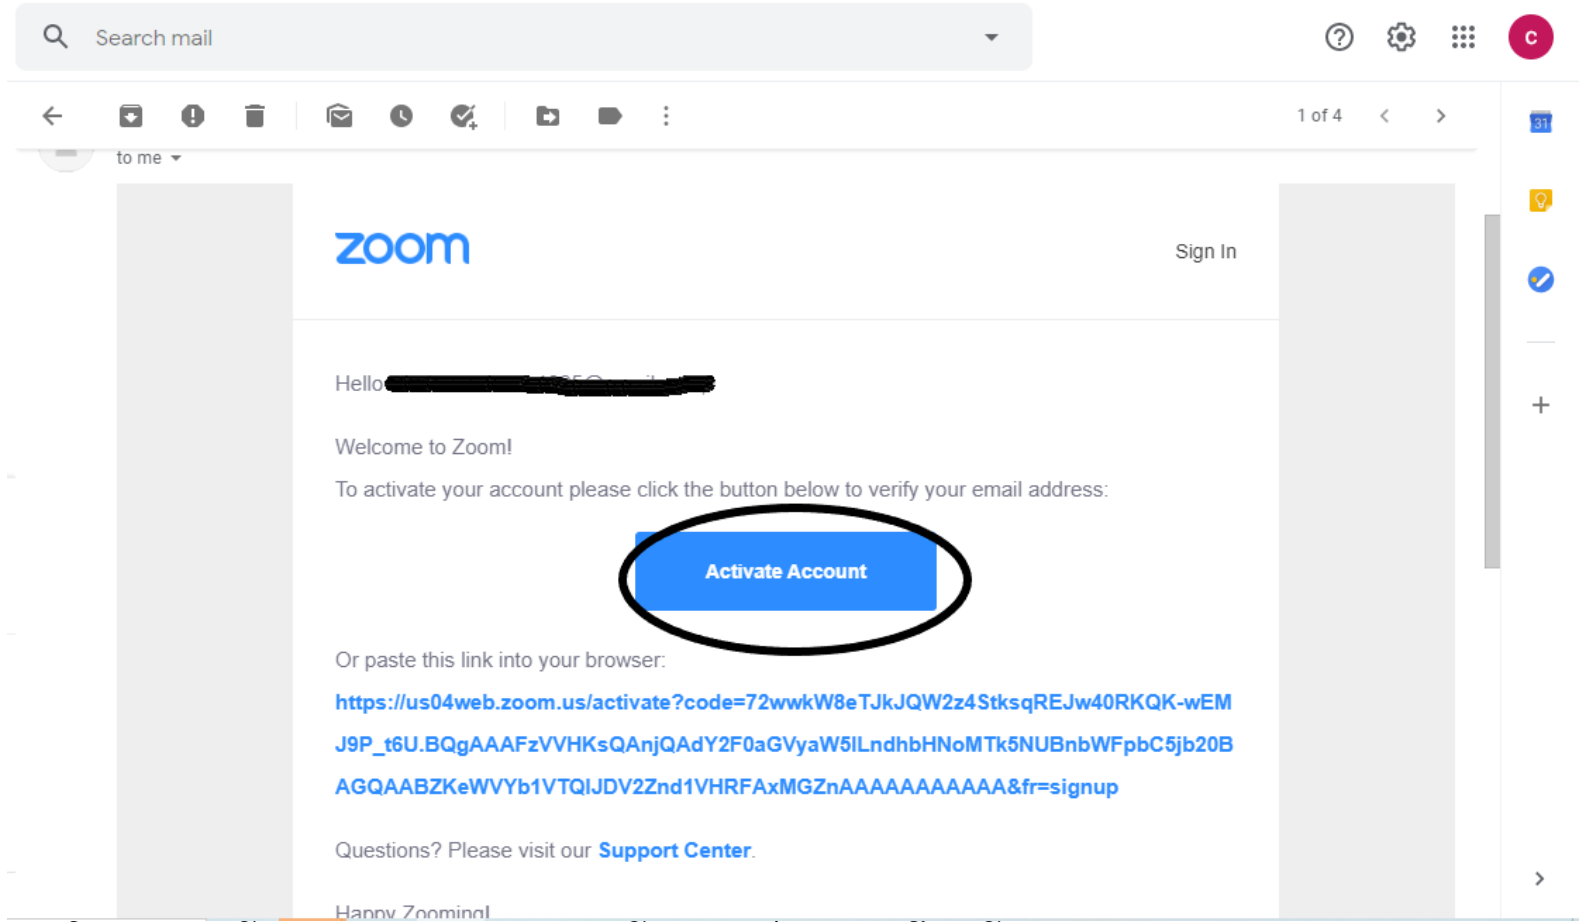 Search mail
C
1 of 4
31
to me
zoom
Sign In
Hello
Welcome to Zoom!
To activate your account please click the button below to verify your email address:
Activate Account
Or paste this link into your browser:
https://us04web.zoom.us/activate?code=72wwkW8eTJkJQW2z4StksqREJw40RKQK-wEM
J9P_t6U.BQgAAAFzVVHKsQAnjQAdY2F0aGVyaW5lLndhbHNoMTk5NUBnbWFpbC5jb20B
AGQAABZKeWVYb1VTQlJDV2Znd1VHRFAxMGZnAAAAAAAAAAA&fr=signup
Questions? Please visit our Support Center.
Happy Zooming!